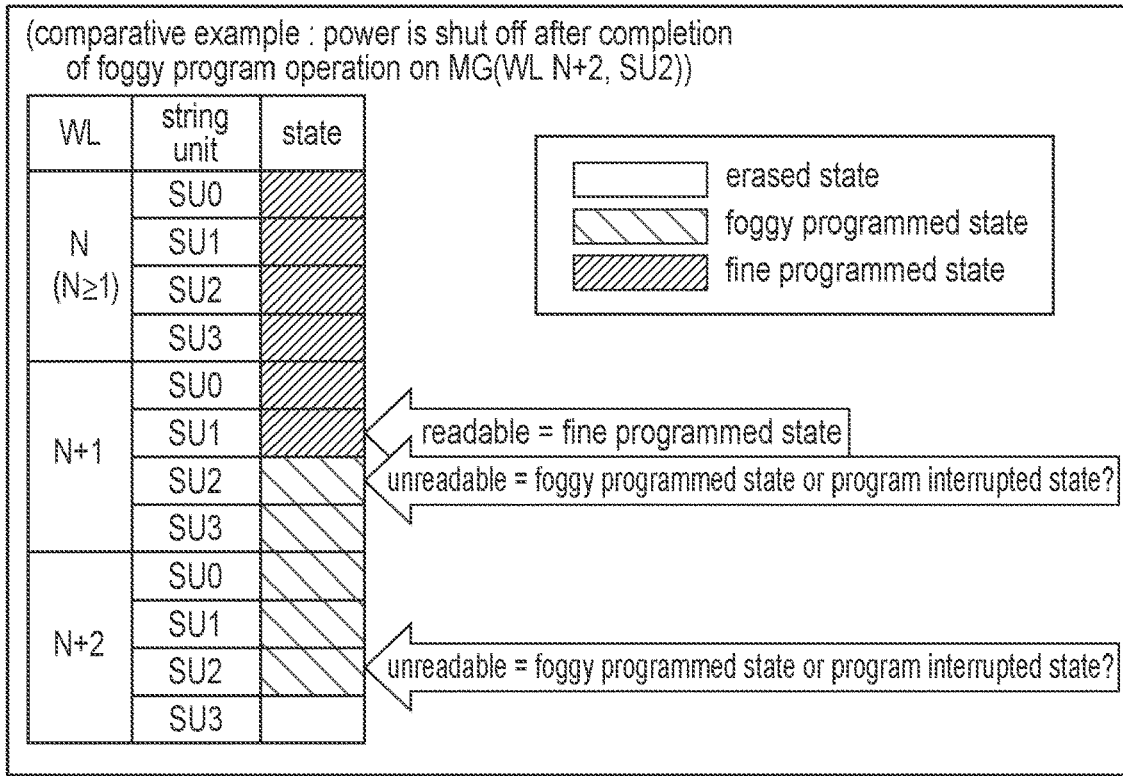 (comparative example : power is shut off after completion
of foggy program operation on MG(WL N+2, SU2))
WL
string
unit
state
N
(N≥1)
SU0
SU1
SU2
SU3
N+1
SU0
SU1
SU2
SU3
N+2
SU0
SU1
SU2
SU3
erased state
foggy programmed state
fine programmed state
readable = fine programmed state
unreadable = foggy programmed state or program interrupted state?
unreadable = foggy programmed state or program interrupted state?